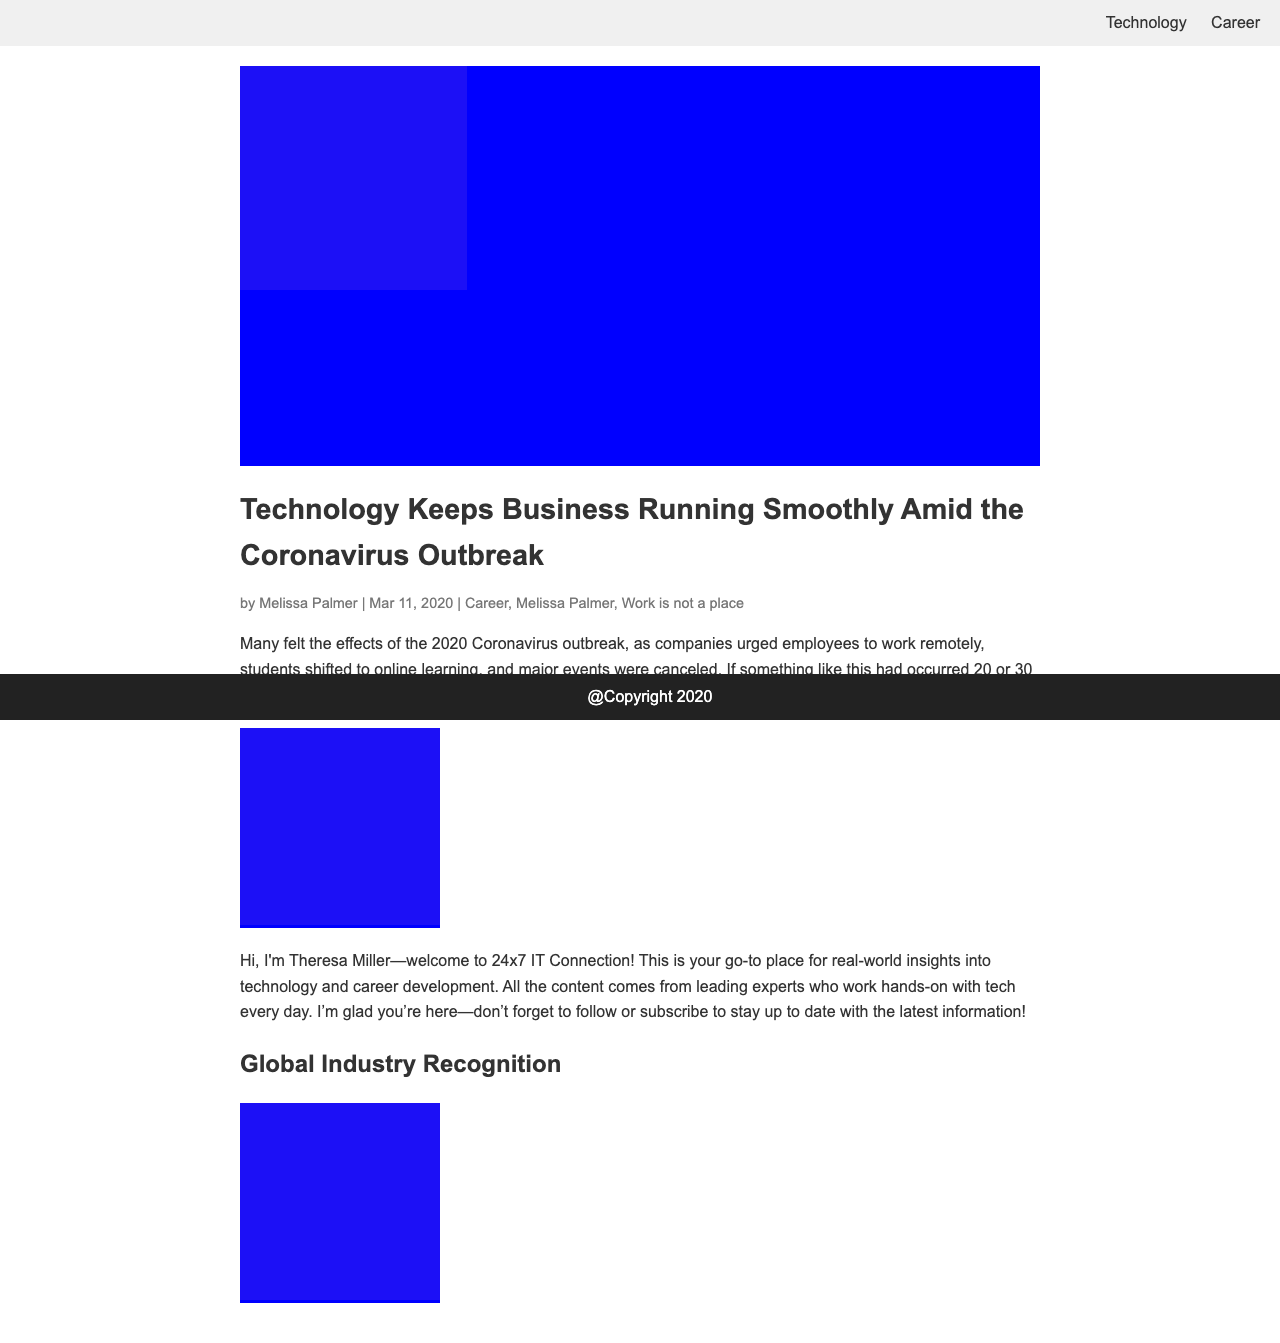 Technology Career
Technology Keeps Business Running Smoothly Amid the
Coronavirus Outbreak
by Melissa Palmer | Mar 11, 2020 | Career, Melissa Palmer, Work is not a place
Many felt the effects of the 2020 Coronavirus outbreak, as companies urged employees to work remotely,
students shifted to online learning, and major events were canceled. If something like this had occurred 20 or 30
@Copyright 2020
Hi, I'm Theresa Miller—welcome to 24x7 IT Connection! This is your go-to place for real-world insights into
technology and career development. All the content comes from leading experts who work hands-on with tech
every day. I’m glad you’re here—don’t forget to follow or subscribe to stay up to date with the latest information!
Global Industry Recognition